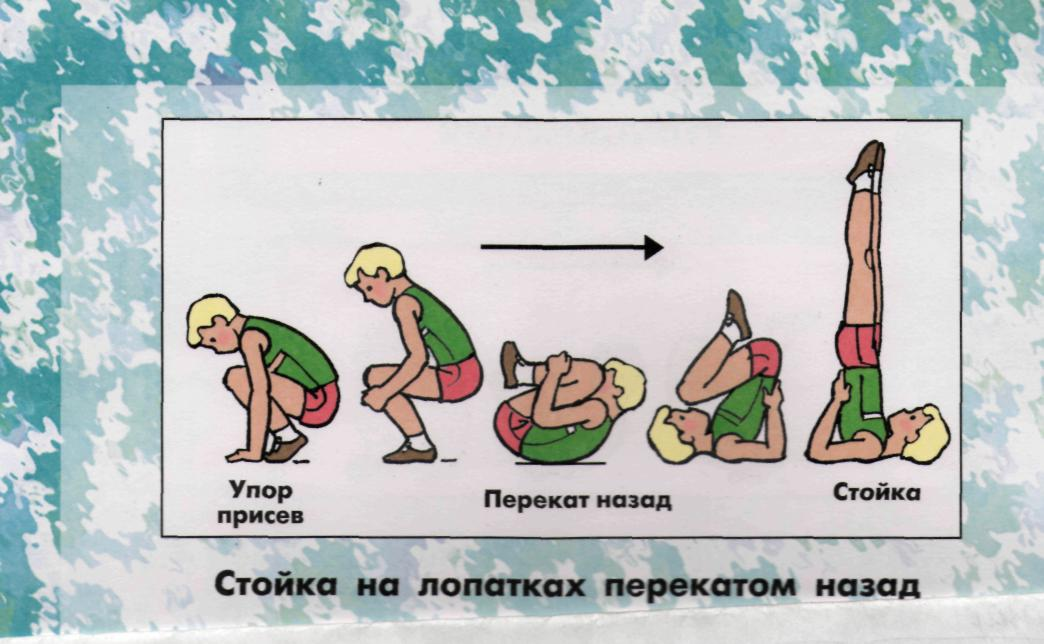 Упор
присев
Перекат назад
Стойка
Стойка на лопатках перекатом назад